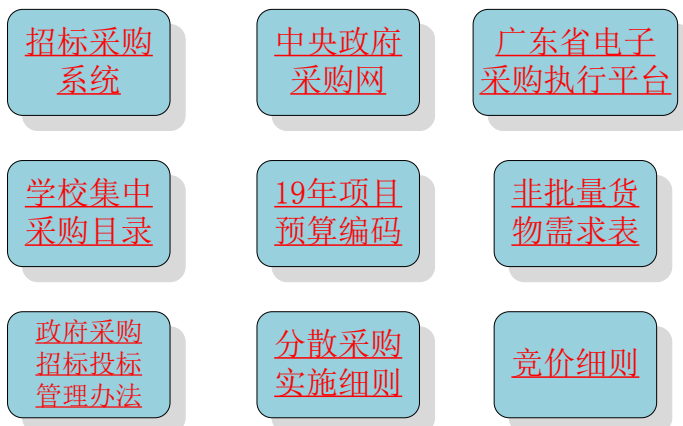 招标采购
系统
中央政府
采购网
广东省电子
采购执行平台
学校集中
采购目录
19年项目
预算编码
非批量货
物需求表
政府采购
招标投标
管理办法
分散采购
实施细则
竞价细则